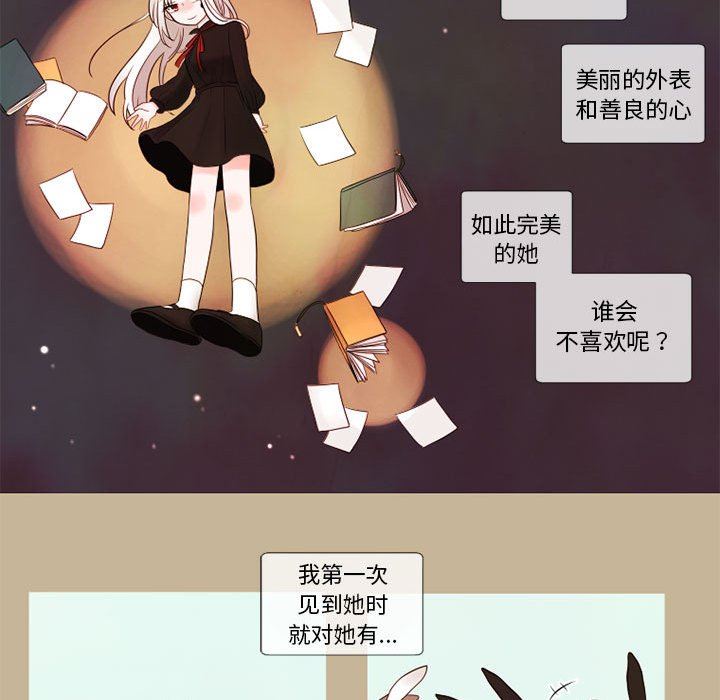 美丽的外表
和善良的心
如此完美
的她
谁会
不喜欢呢？
我第一次
见到她时
就对她有...